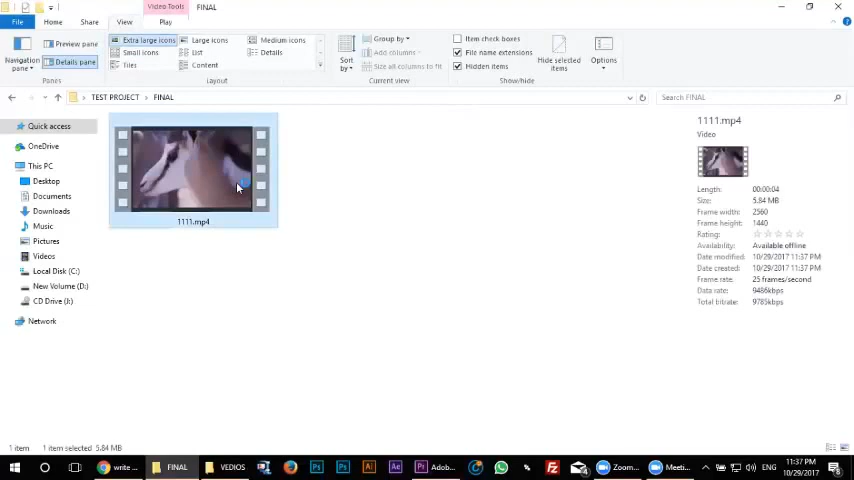 Video Tools
FINAL
File
Home
Share
View
Play
Navigation pane
Preview pane
Details pane
Panes
Extra large icons
Large icons
Medium icons
Small icons
List
Details
Tiles
Content
Layout
Sort by
Group by
Add columns
Size all columns to fit
Current view
Item check boxes
File name extensions
Hidden items
Hide selected items
Show/hide
Options
TEST PROJECT
FINAL
Search FINAL
Quick access
OneDrive
This PC
Desktop
Documents
Downloads
Music
Pictures
Videos
Local Disk (C:)
New Volume (D:)
CD Drive (J:)
Network
1111.mp4
1111.mp4
Video
Length: 00:00:04
Size: 5.84 MB
Frame width: 2560
Frame height: 1440
Rating:
Availability: Available offline
Date modified: 10/29/2017 11:37 PM
Date created: 10/29/2017 11:37 PM
Frame rate: 25 frames/second
Data rate: 9486kbps
Total bitrate: 9785kbps
1 item
1 item selected 5.84 MB
write ...
FINAL
VEDIOS
Adob...
Zoom...
Meeti...
ENG
11:37 PM
10/29/2017